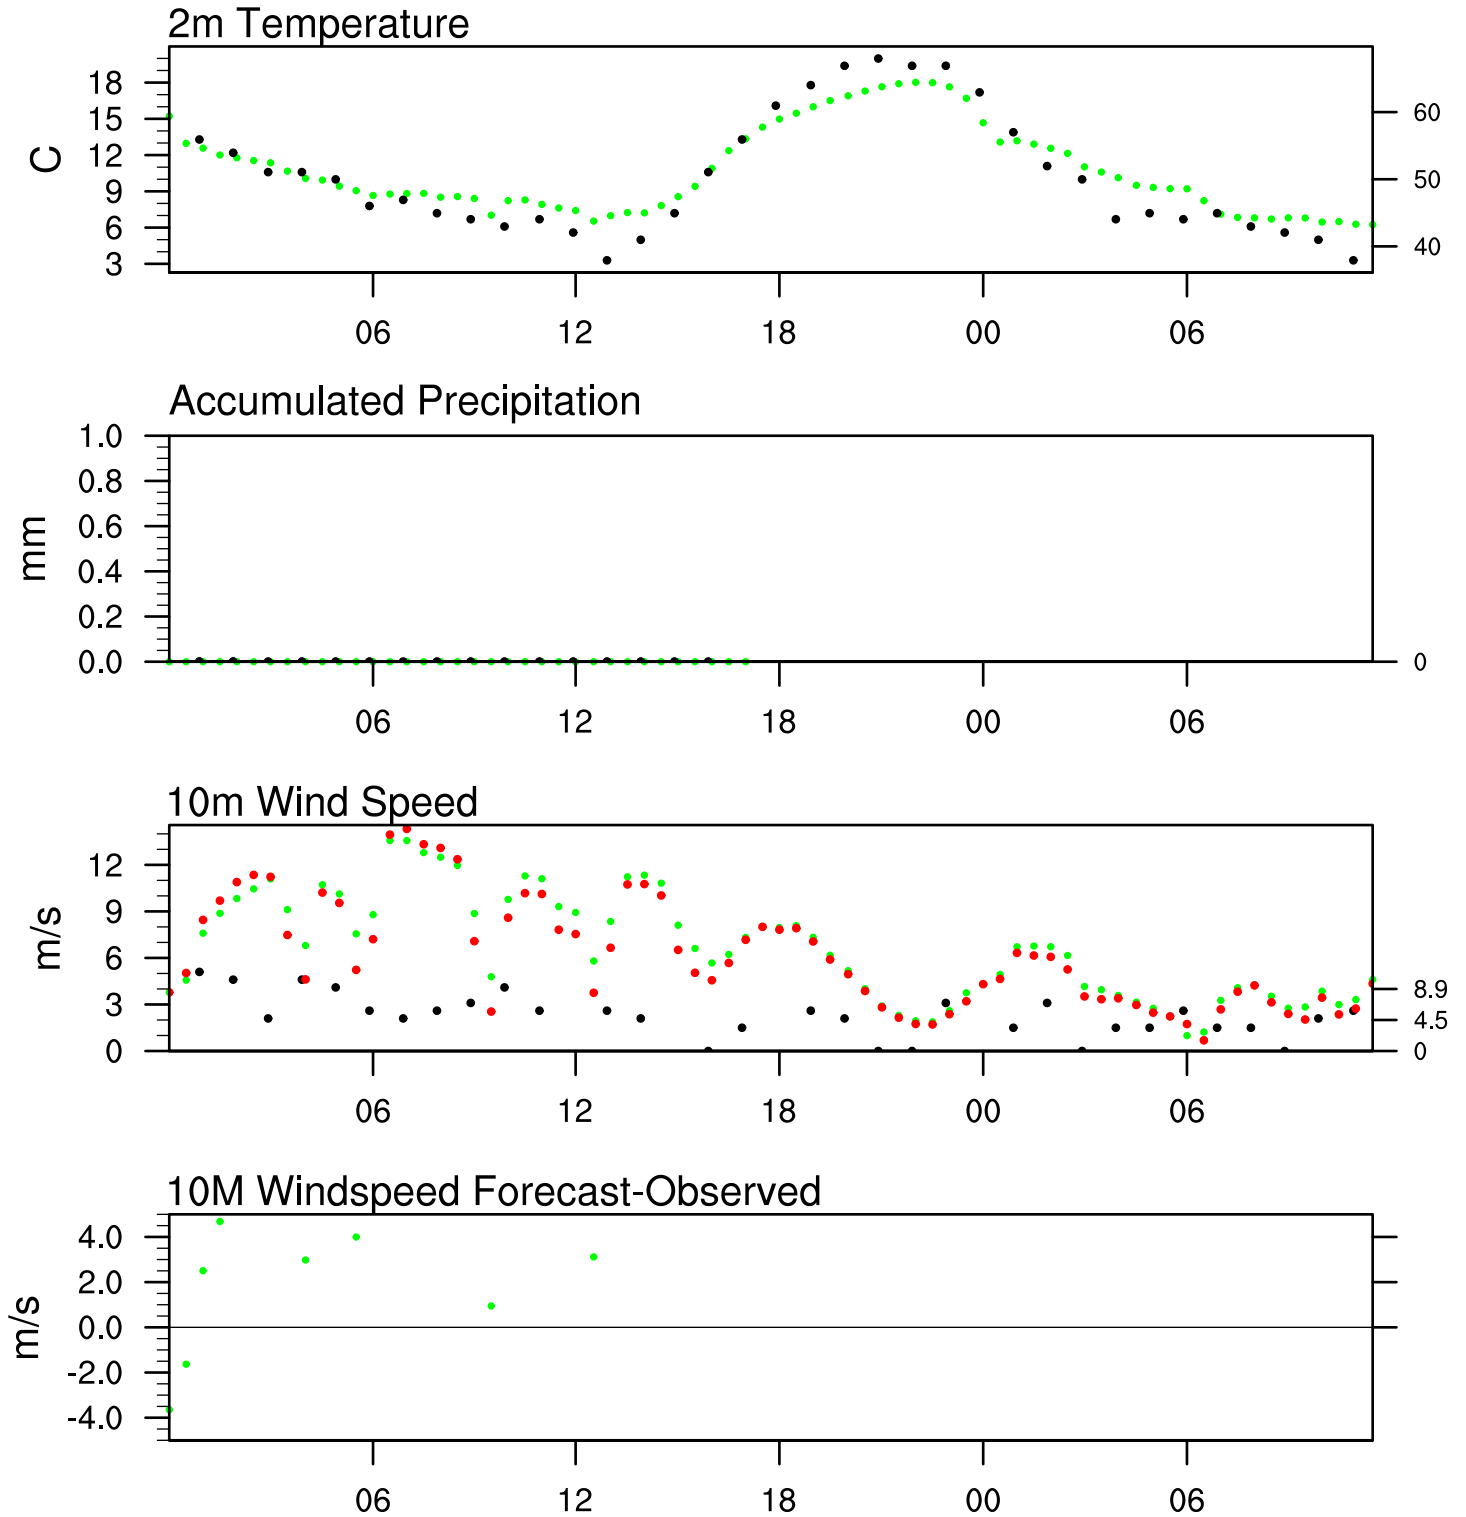 2m Temperature
18
15
12
9
6
3
C
60
50
40
06 12 18 00 06
Accumulated Precipitation
1.0
0.8
0.6
0.4
0.2
0.0
mm
0
06 12 18 00 06
10m Wind Speed
12
9
6
3
0
m/s
8.9
4.5
0
06 12 18 00 06
10M Windspeed Forecast-Observed
4.0
2.0
0.0
-2.0
-4.0
m/s
06 12 18 00 06